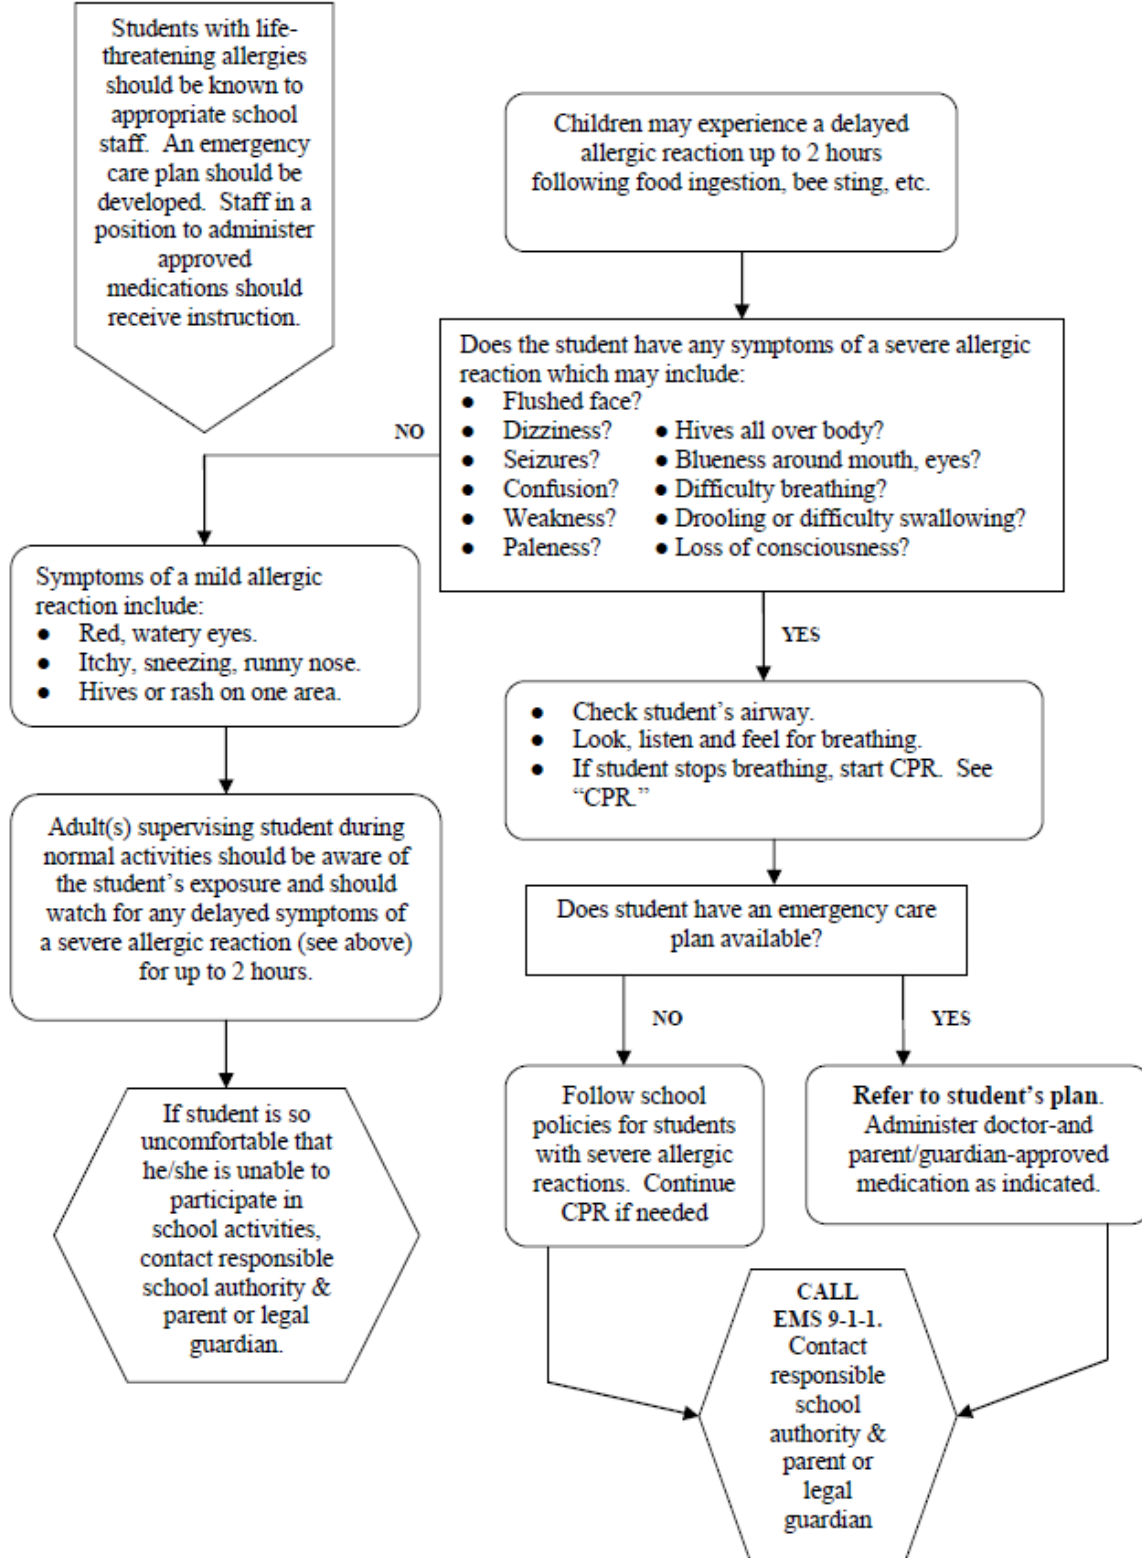 Students with life-
threatening allergies
should be known to
appropriate school
staff. An emergency
care plan should be
developed. Staff in a
position to administer
approved
medications should
receive instruction.
Children may experience a delayed
allergic reaction up to 2 hours
following food ingestion, bee sting, etc.
Does the student have any symptoms of a severe allergic
reaction which may include:
● Flushed face?
● Dizziness? ● Hives all over body?
● Seizures? ● Blueness around mouth, eyes?
● Confusion? ● Difficulty breathing?
● Weakness? ● Drooling or difficulty swallowing?
● Paleness? ● Loss of consciousness?
NO
Symptoms of a mild allergic
reaction include:
● Red, watery eyes.
● Itchy, sneezing, runny nose.
● Hives or rash on one area.
Adult(s) supervising student during
normal activities should be aware of
the student’s exposure and should
watch for any delayed symptoms of
a severe allergic reaction (see above)
for up to 2 hours.
If student is so
uncomfortable that
he/she is unable to
participate in
school activities,
contact responsible
school authority &
parent or legal
guardian.
YES
● Check student’s airway.
● Look, listen and feel for breathing.
● If student stops breathing, start CPR. See
“CPR.”
Does student have an emergency care
plan available?
NO
YES
Follow school
policies for students
with severe allergic
reactions. Continue
CPR if needed
Refer to student’s plan.
Administer doctor-and
parent/guardian-approved
medication as indicated.
CALL
EMS 9-1-1.
Contact
responsible
school
authority &
parent or
legal
guardian